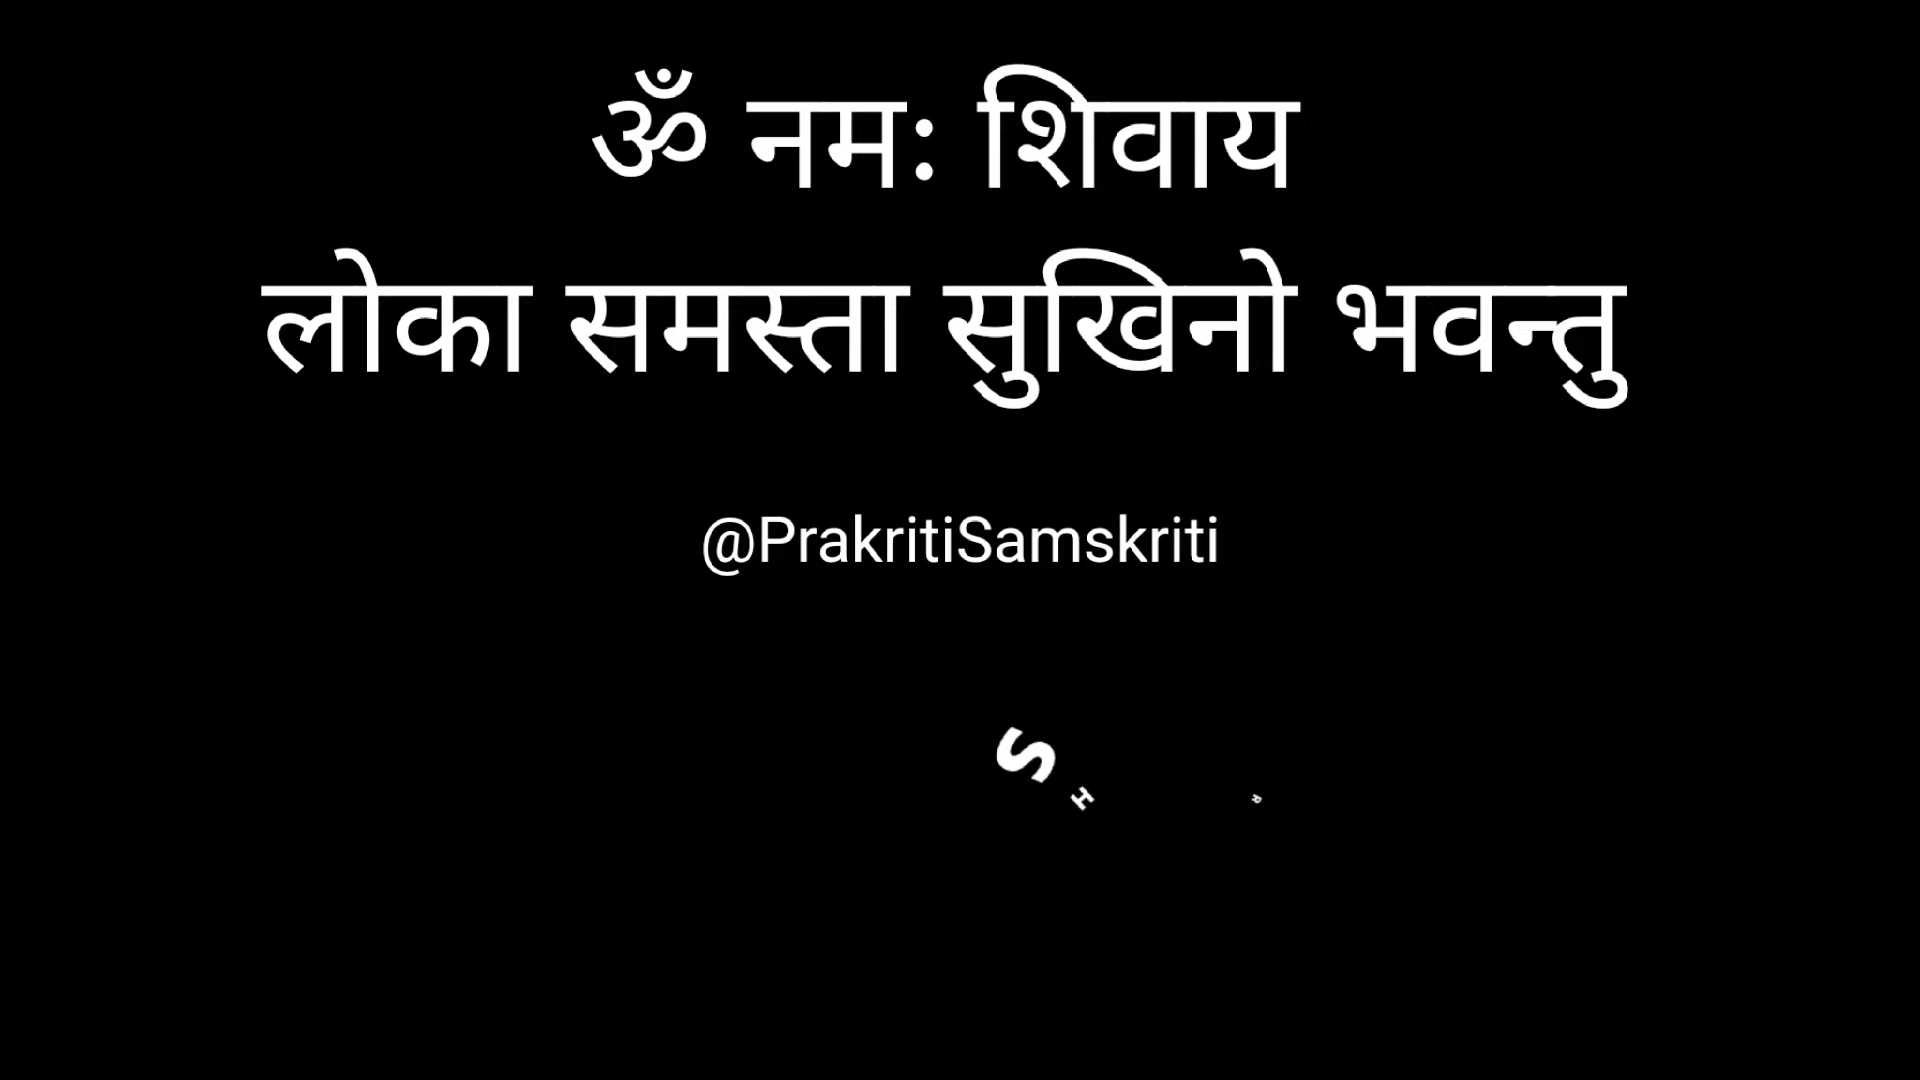 ॐ नमः शिवाय
लोका समस्ता सुखिनो भवन्तु
@PrakritiSamskriti
S H R